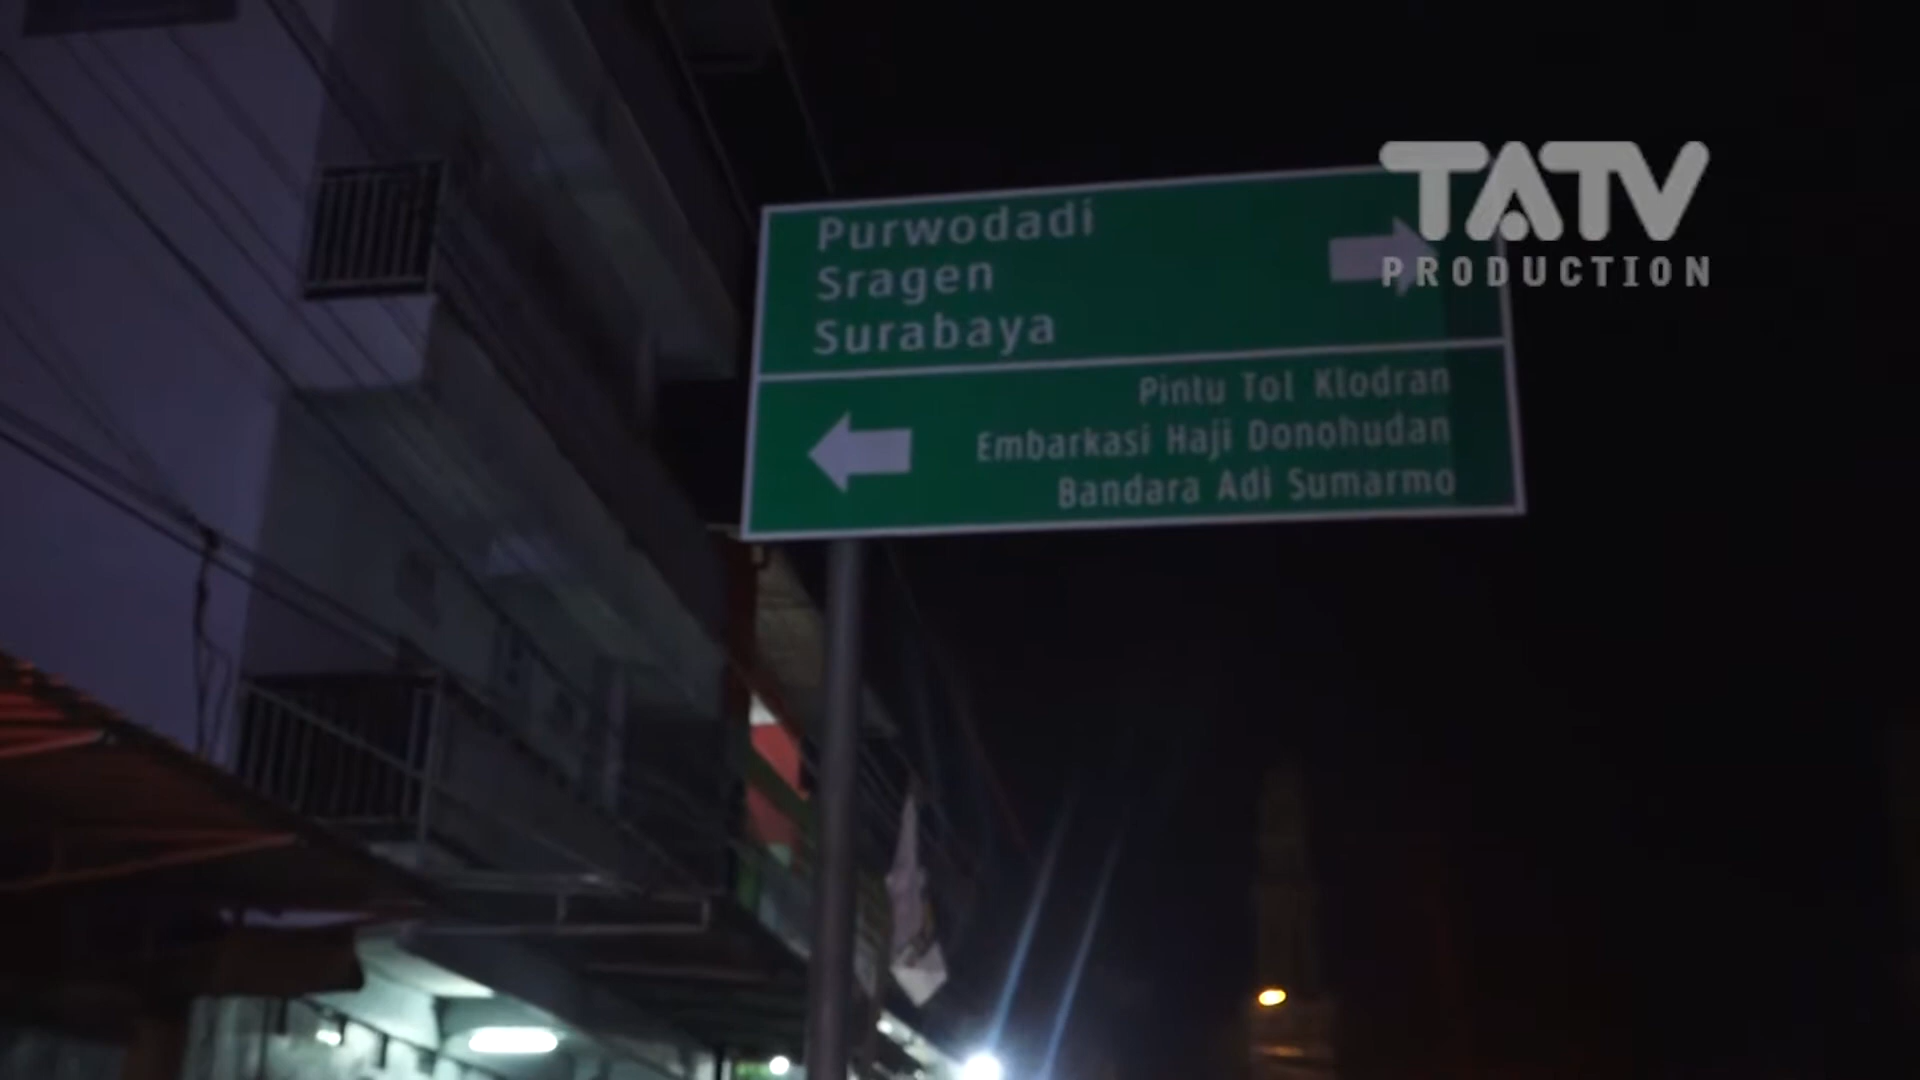 TATV
PRODUCTION
Purwodadi
Sragen
Surabaya
Pintu Tol Klodran
Embarkasi Haji Donohudan
Bandara Adi Sumarmo